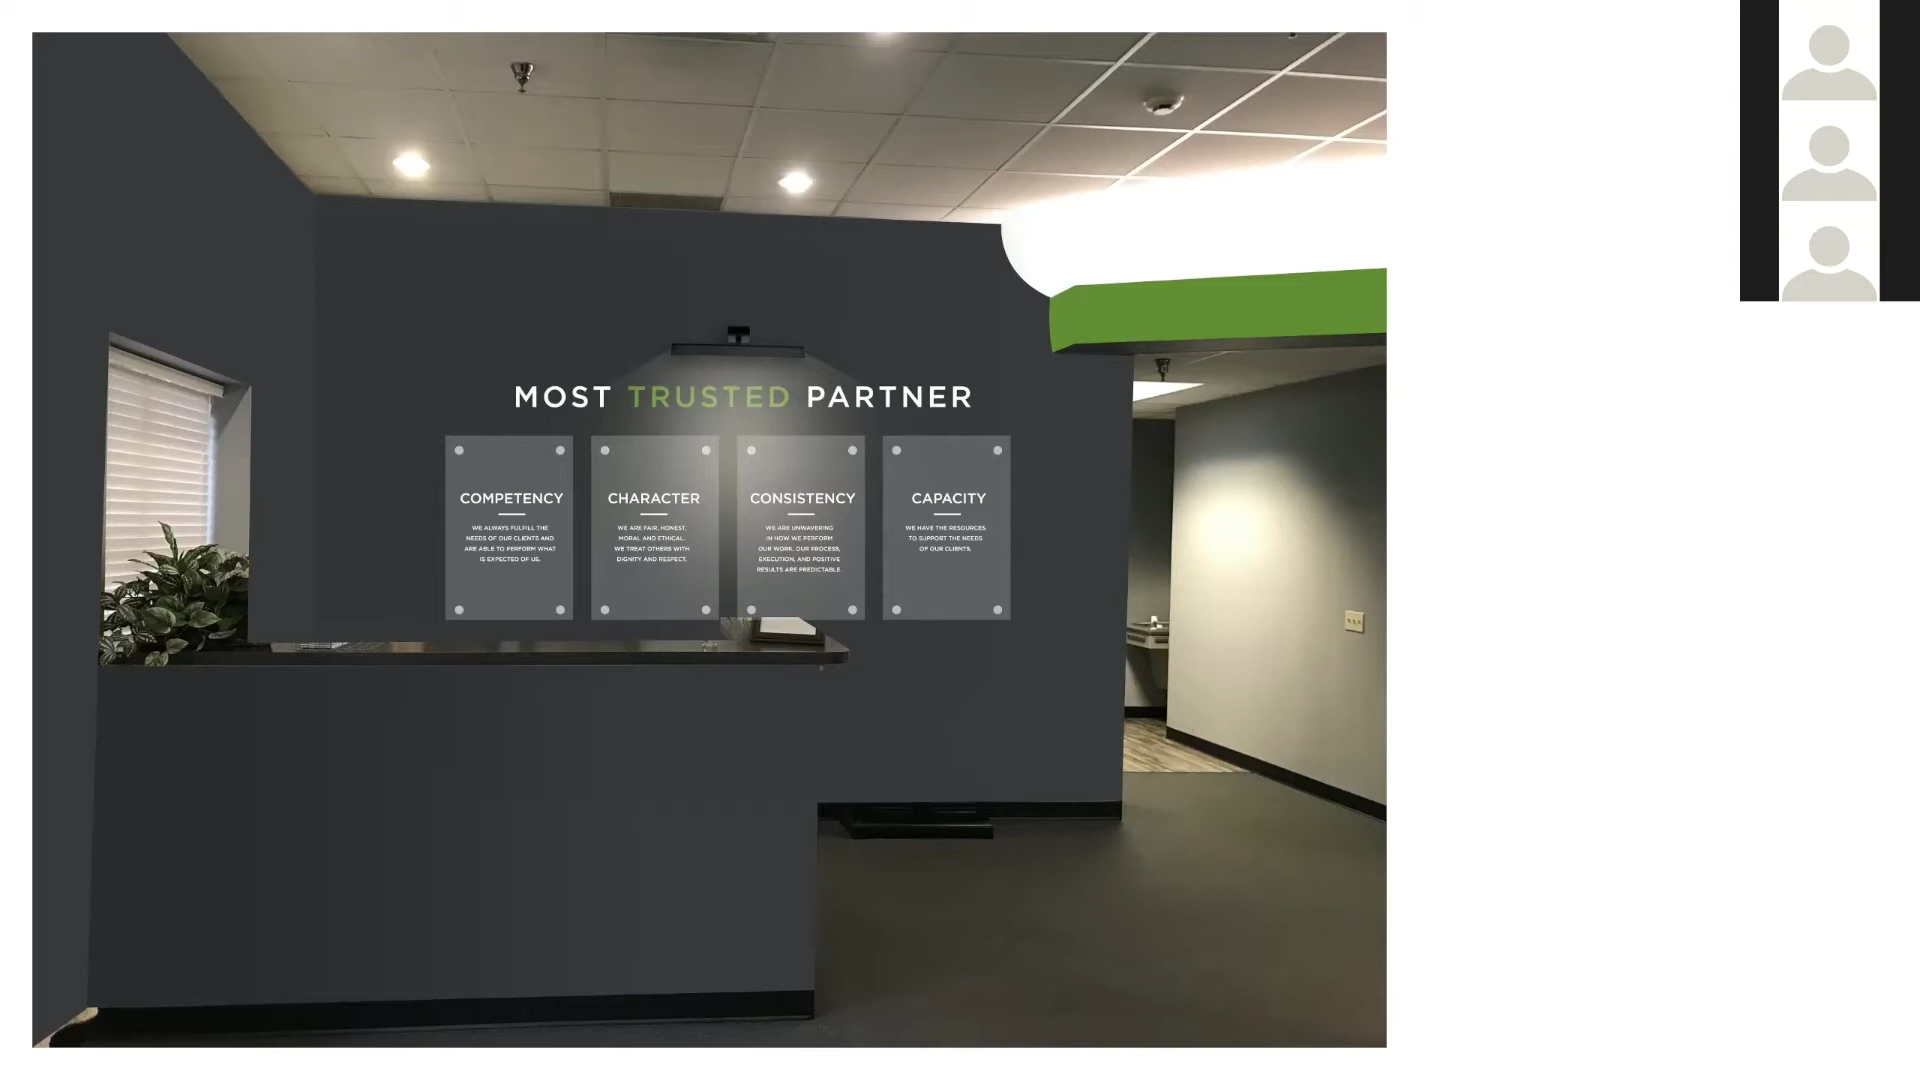 MOST TRUSTED PARTNER
COMPETENCY
WE ALWAYS FULFILL THE
NEEDS OF OUR CLIENTS AND
ARE ABLE TO PERFORM WHAT
IS EXPECTED OF US.
CHARACTER
WE ARE FAIR, HONEST,
MORAL AND ETHICAL.
WE TREAT OTHERS WITH
DIGNITY AND RESPECT.
CONSISTENCY
WE ARE UNWAVERING
IN HOW WE PERFORM
OUR WORK. OUR PROCESS,
EXECUTION, AND POSITIVE
RESULTS ARE PREDICTABLE.
CAPACITY
WE HAVE THE RESOURCES
TO SUPPORT THE NEEDS
OF OUR CLIENTS.